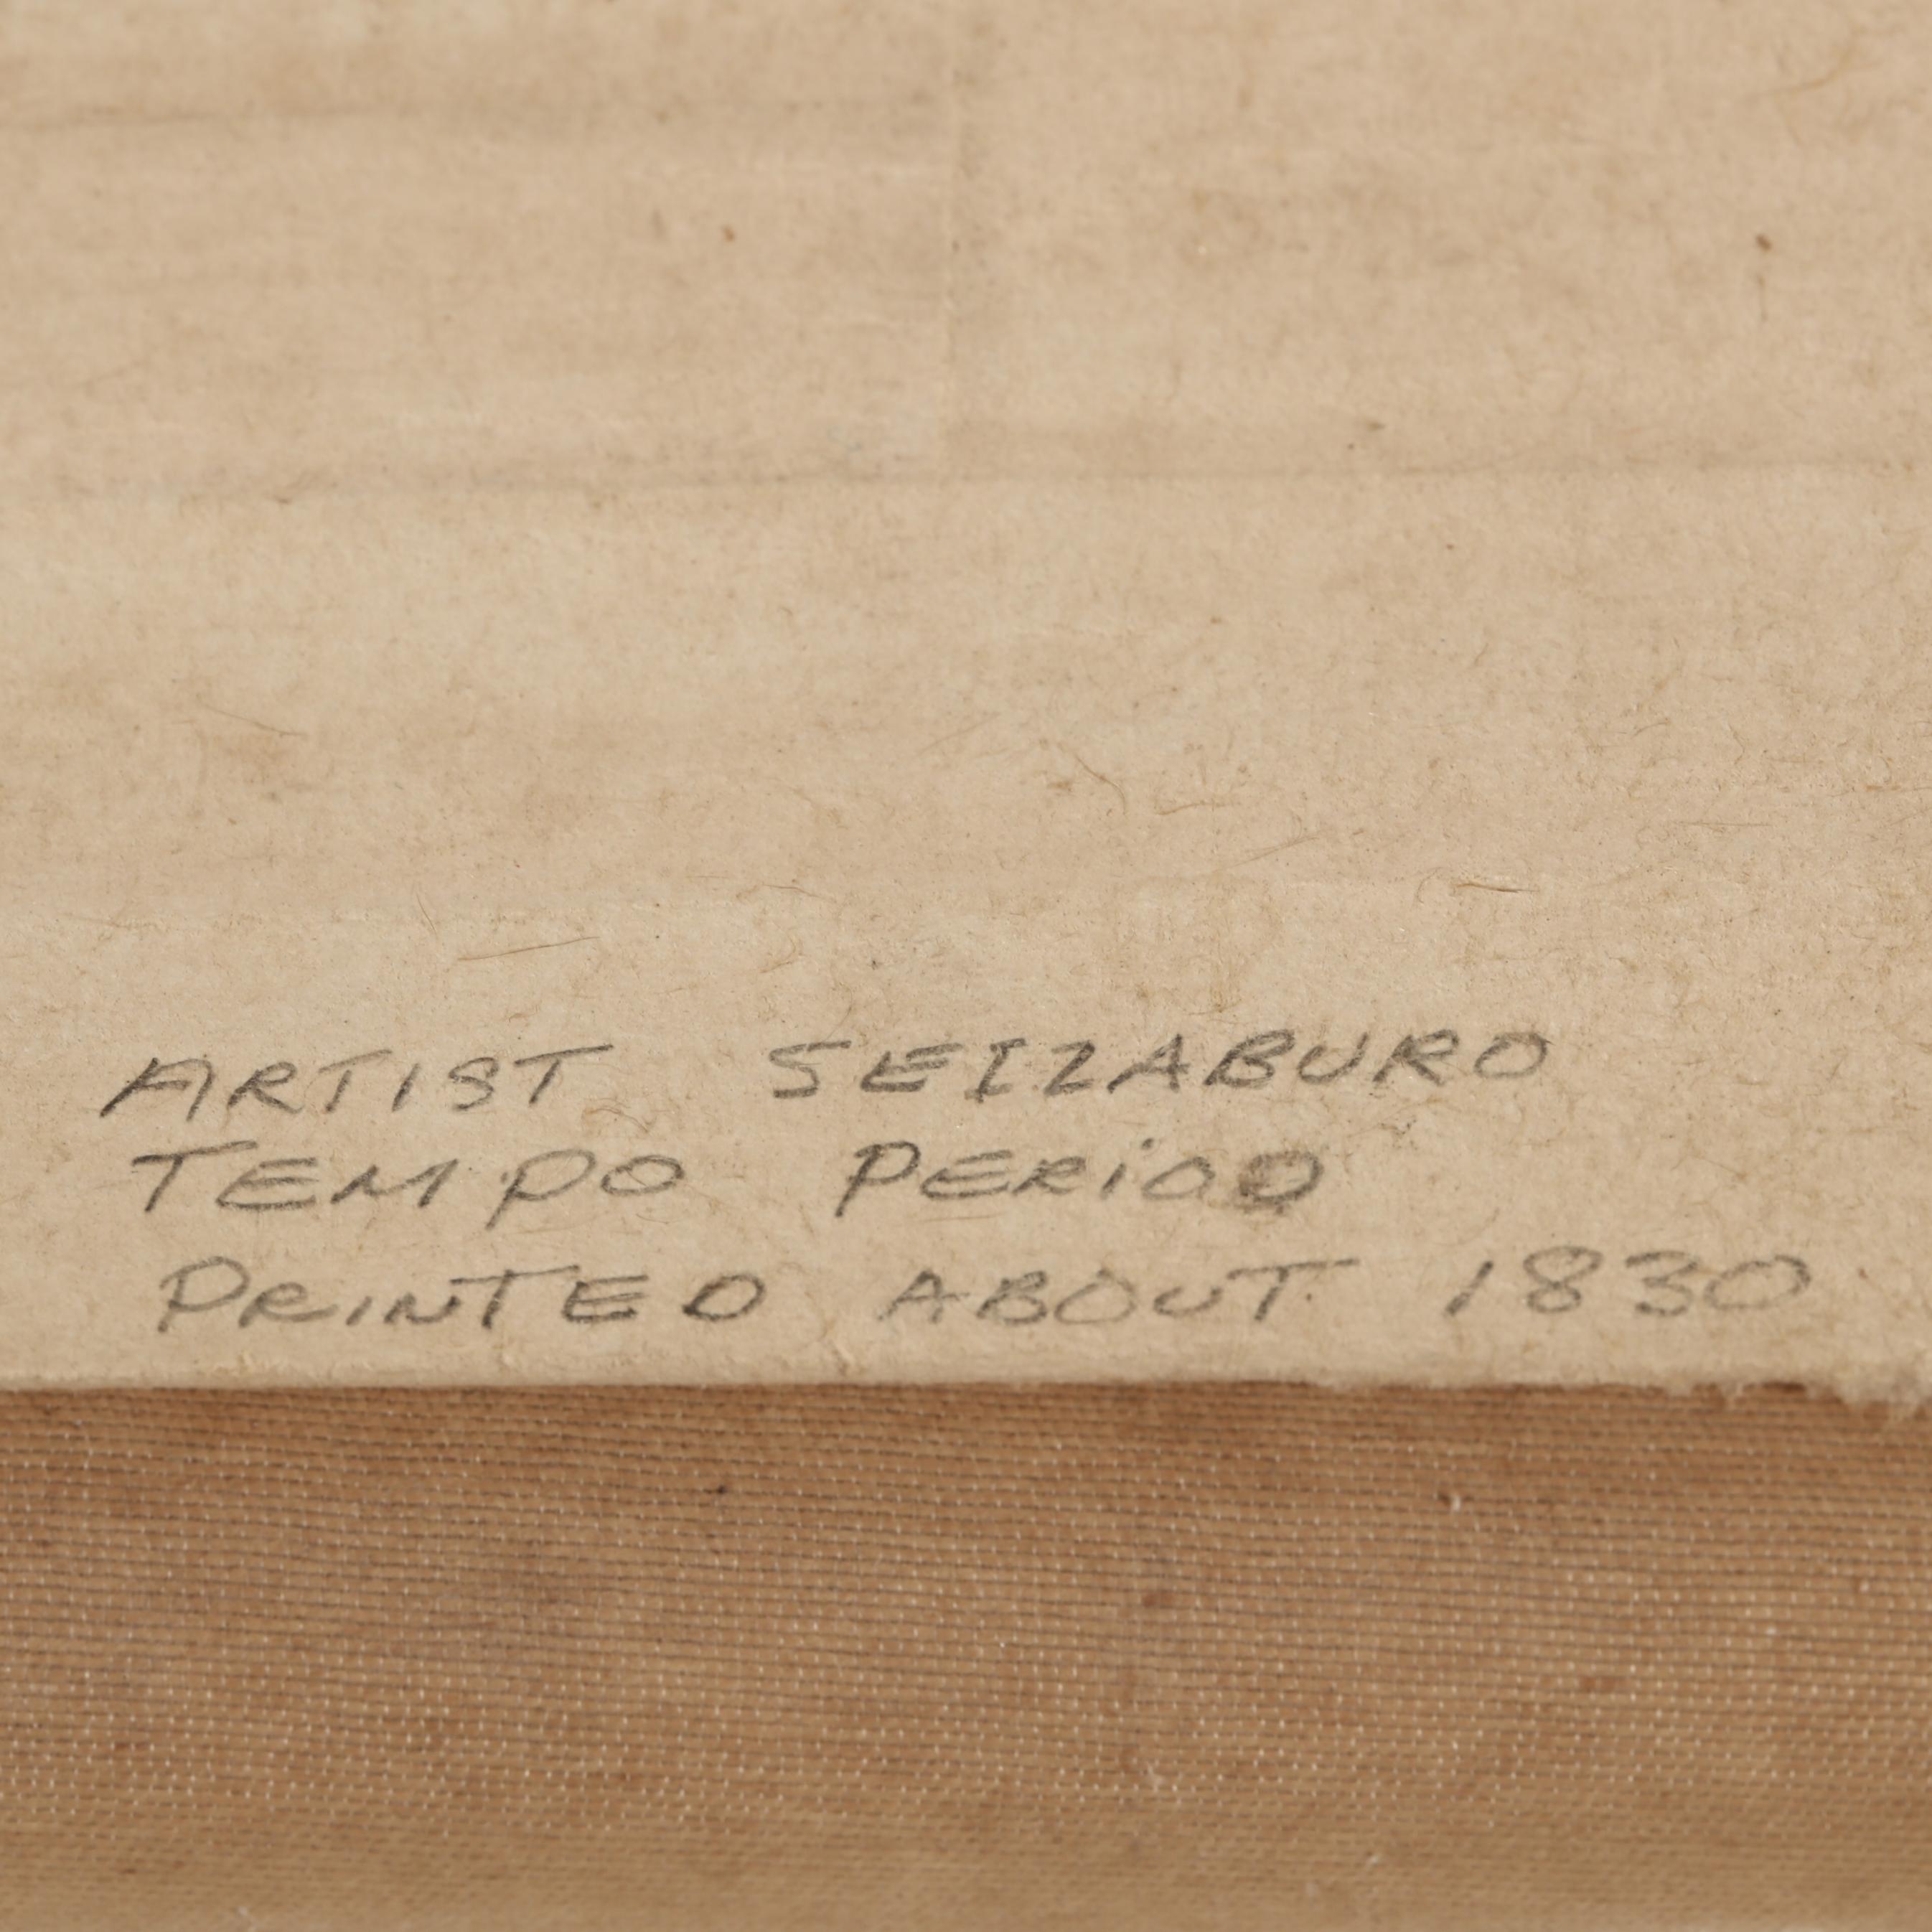 ARTIST SEIZABURO
TEMPO PERiOD
PRINTED ABOUT 1830